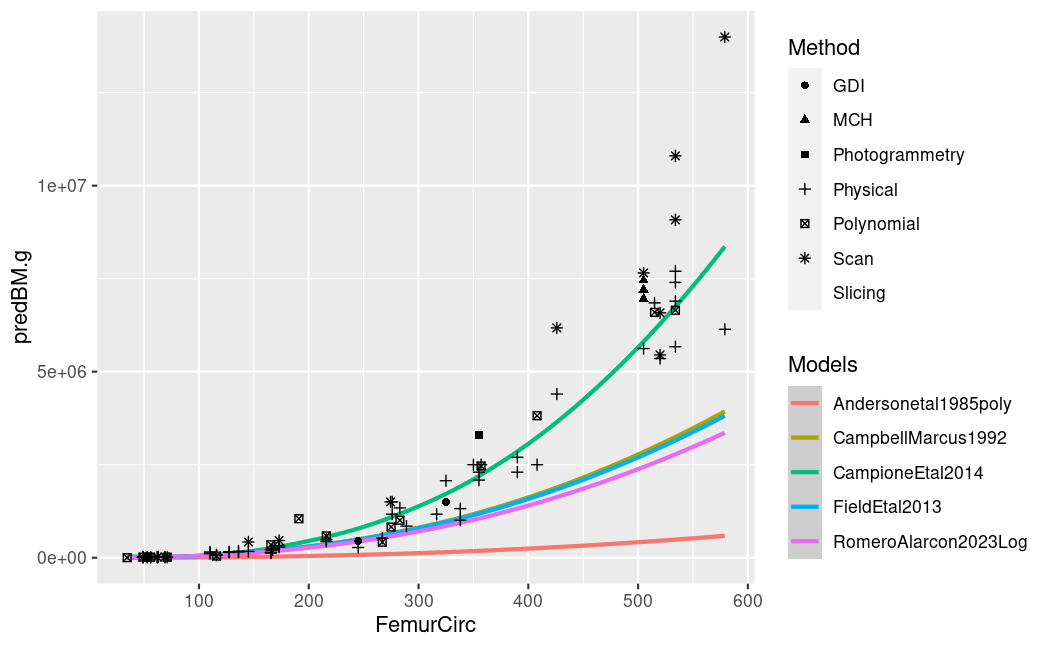 Method
GDI
MCH
Photogrammetry
Physical
Polynomial
Scan
Slicing
Models
Andersonetal1985poly
CampbellMarcus1992
CampioneEtal2014
FieldEtal2013
RomeroAlarcon2023Log
predBM.g
1e+07
5e+06
0e+00
100 200 300 400 500 600
FemurCirc